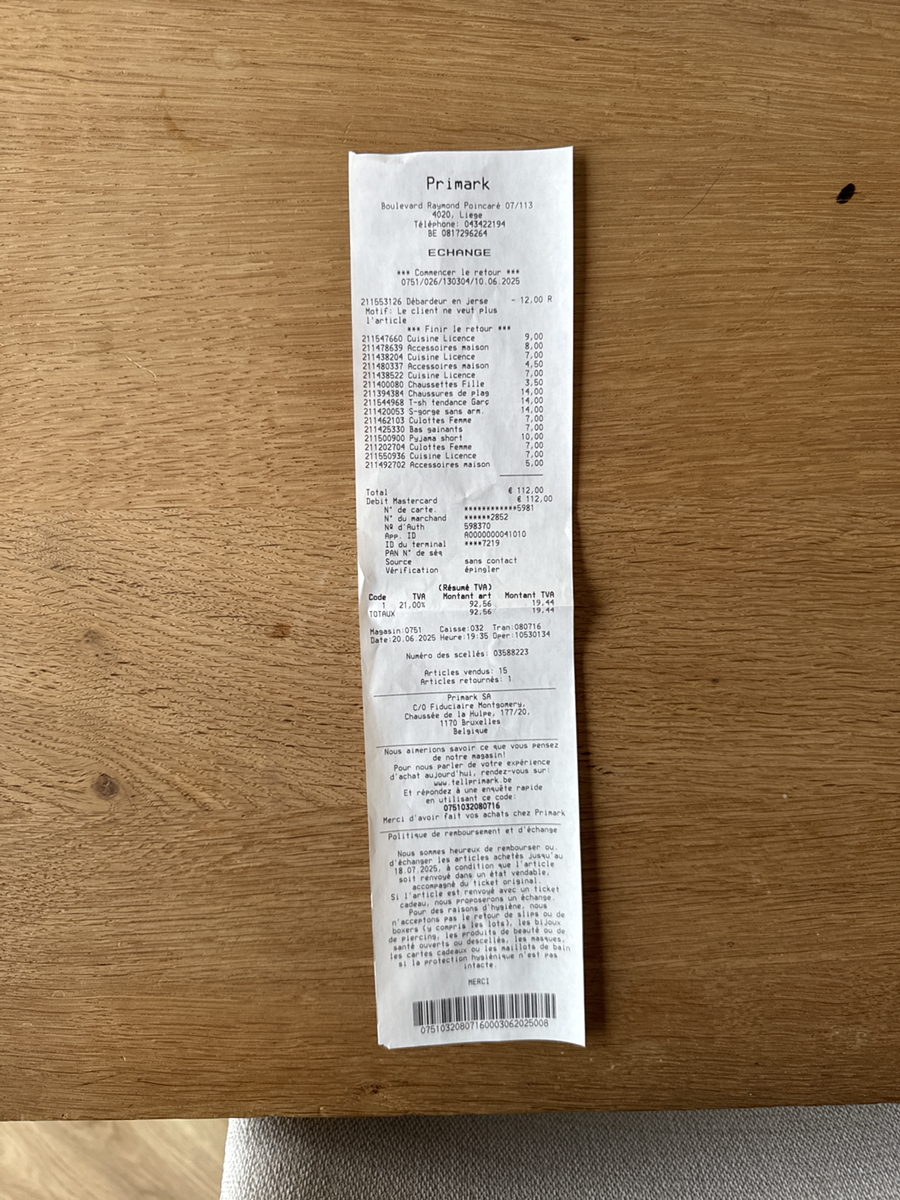 Primark
Boulevard Raymond Poincaré 07/113
4020, Liege
Téléphone: 043422194
BE 0817296264
ECHANGE
*** Commencer le retour ***
0751/026/130304/10.06.2025
211553126 Débardeur en jerse - 12,00 R
Motif: Le client ne veut plus
l'article
*** Finir le retour ***
211547660 Cuisine Licence 9,00
211478639 Accessoires maison 8,00
211438204 Cuisine Licence 7,00
211480337 Accessoires maison 4,50
211438522 Cuisine Licence 7,00
211400080 Chaussettes Fille 3,50
211394384 Chaussures de plag 14,00
211544968 T-sh tendance Garç 14,00
211420053 S-gorge sans arm. 14,00
211462103 Culottes Femme 7,00
211425330 Bas gainants 7,00
211500900 Pyjama short 10,00
211202704 Culottes Femme 7,00
211550936 Cuisine Licence 7,00
211492702 Accessoires maison 5,00
Total € 112,00
Debit Mastercard € 112,00
N° de carte. ************5981
N° du marchand ******2852
Nº d'Auth 598370
App. ID A0000000041010
ID du terminal ****7219
PAN N° de séq
Source sans contact
Vérification épingler
(Résumé TVA)
Code TVA Montant art Montant TVA
1 21,00% 92,56 19,44
TOTAUX 92,56 19,44
Magasin:0751 Caisse:032 Tran:080716
Date:20.06.2025 Heure:19:35 Oper:10530134
Numéro des scellés: 03588223
Articles vendus: 15
Articles retournés: 1
Primark SA
C/O Fiduciaire Montgomery,
Chaussée de la Hulpe, 177/20,
1170 Bruxelles
Belgique
Nous aimerions savoir ce que vous pensez
de notre magasin!
Pour nous parler de votre expérience
d'achat aujourd'hui, rendez-vous sur:
www.tellprimark.be
Et répondez à une enquête rapide
en utilisant ce code:
0751032080716
Merci d'avoir fait vos achats chez Primark
Politique de remboursement et d'échange
Nous sommes heureux de rembourser ou
d'échanger les articles achetés jusqu'au
18.07.2025, à condition que l'article
soit renvoyé dans un état vendable,
accompagné du ticket original.
Si l'article est renvoyé avec un ticket
cadeau, nous proposerons un échange.
Pour des raisons d'hygiène, nous
n'acceptons pas le retour de slips ou de
boxers (y compris les lots), les bijoux
de piercing, les produits de beauté ou de
santé ouverts ou descellés, les masques,
les cartes cadeaux ou les maillots de bain
si la protection hygiénique n'est pas
intacte.
MERCI
07510320807160003062025008